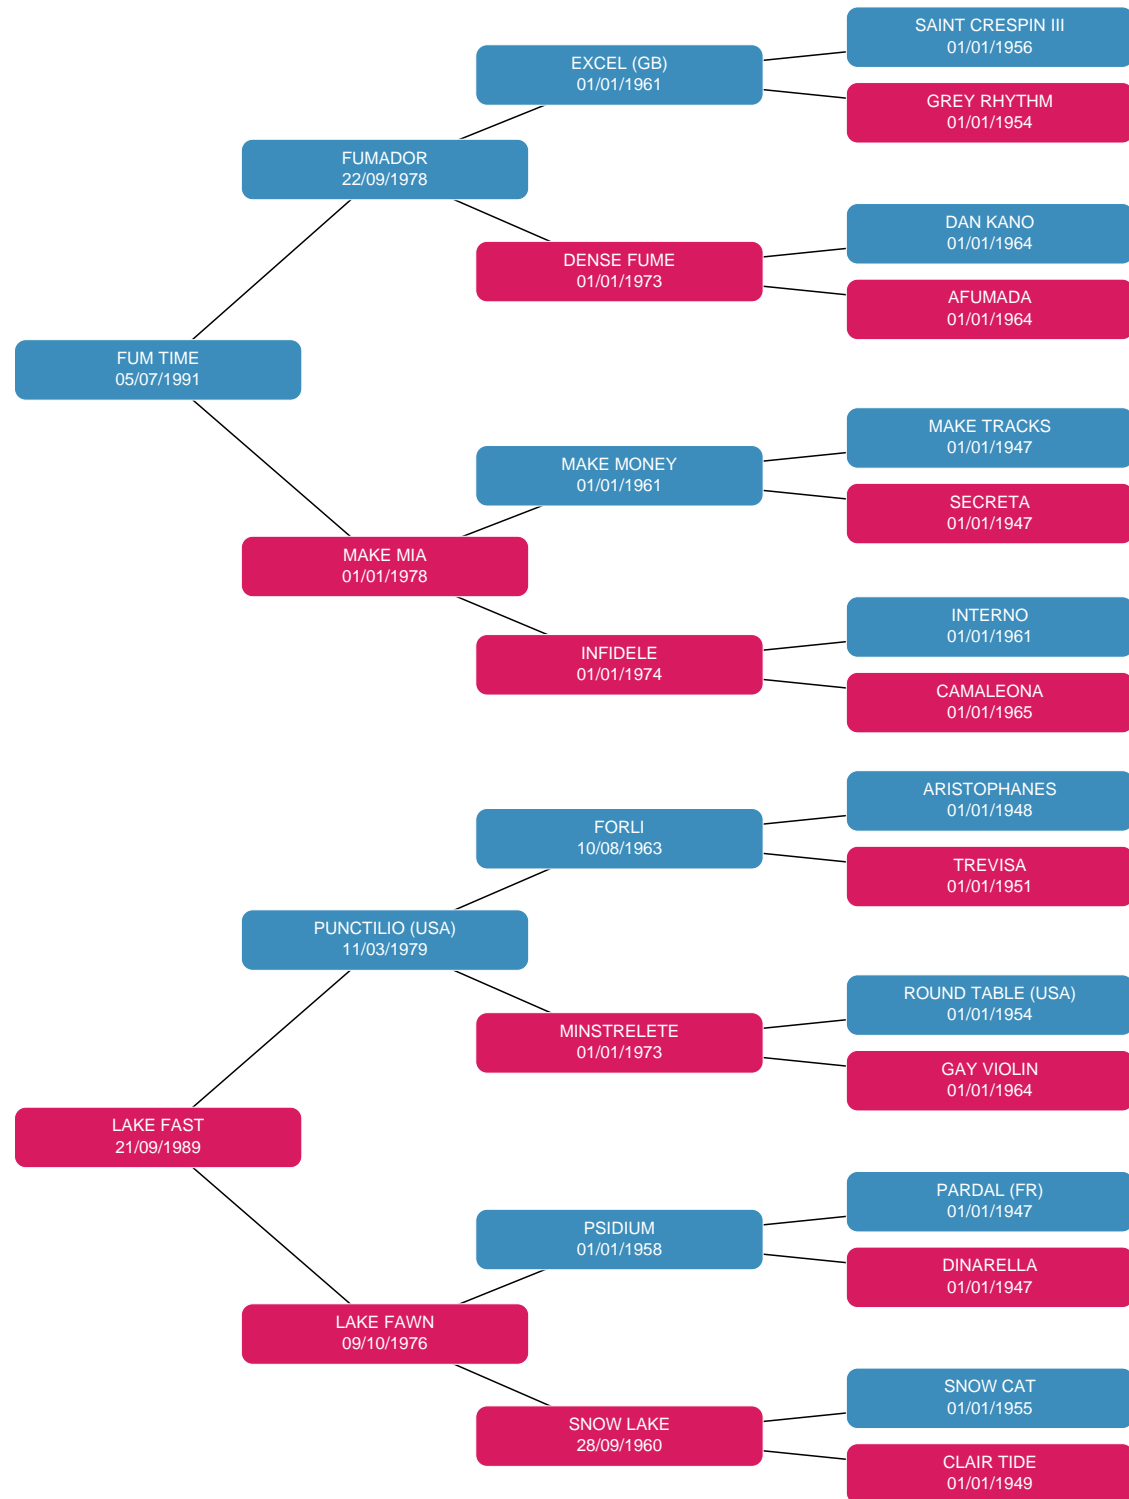 SAINT CRESPIN III
01/01/1956
EXCEL (GB)
01/01/1961
GREY RHYTHM
01/01/1954
FUMADOR
22/09/1978
DAN KANO
01/01/1964
DENSE FUME
01/01/1973
AFUMADA
01/01/1964
FUM TIME
05/07/1991
MAKE TRACKS
01/01/1947
MAKE MONEY
01/01/1961
SECRETA
01/01/1947
MAKE MIA
01/01/1978
INTERNO
01/01/1961
INFIDELE
01/01/1974
CAMALEONA
01/01/1965
ARISTOPHANES
01/01/1948
FORLI
10/08/1963
TREVISA
01/01/1951
PUNCTILIO (USA)
11/03/1979
ROUND TABLE (USA)
01/01/1954
MINSTRELETE
01/01/1973
GAY VIOLIN
01/01/1964
LAKE FAST
21/09/1989
PARDAL (FR)
01/01/1947
PSIDIUM
01/01/1958
DINARELLA
01/01/1947
LAKE FAWN
09/10/1976
SNOW CAT
01/01/1955
SNOW LAKE
28/09/1960
CLAIR TIDE
01/01/1949